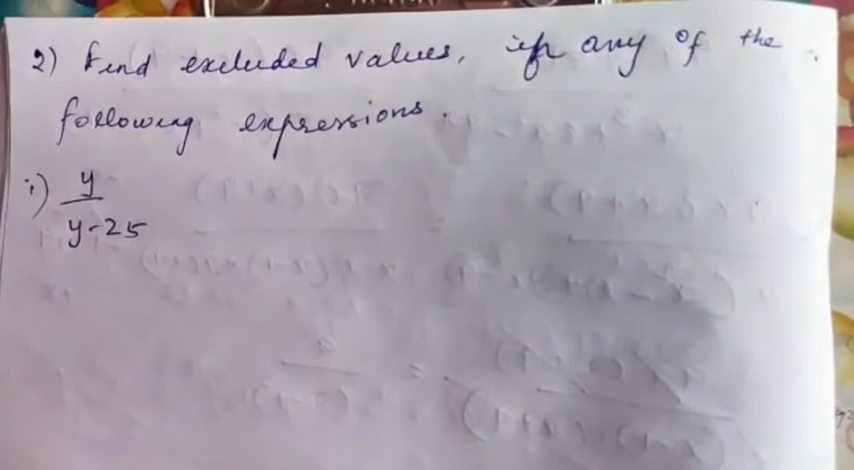 2) Find excluded values, if any of the
following expressions.
i) y
y-25